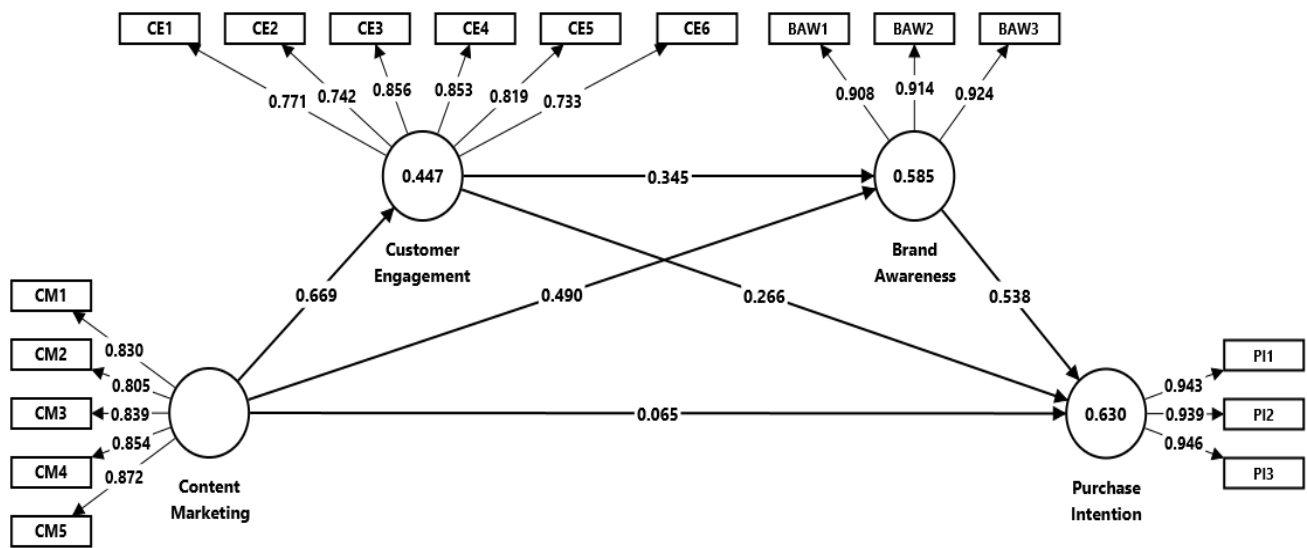 CE1
CE2
CE3
CE4
CE5
CE6
BAW1
BAW2
BAW3
0.771
0.742
0.856
0.853
0.819
0.733
0.908
0.914
0.924
0.447
0.345
0.585
Customer
Engagement
Brand
Awareness
CM1
0.669
0.490
0.266
0.538
0.830
CM2
0.805
CM3
0.839
CM4
0.854
CM5
0.872
0.065
0.630
0.943
0.939
0.946
PI1
PI2
PI3
Content
Marketing
Purchase
Intention